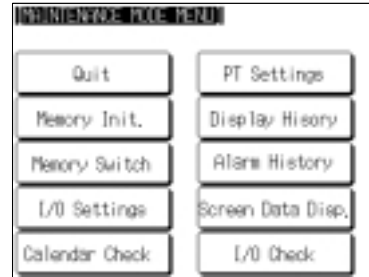 [MAINTENANCE MODE MENU]
Quit
PT Settings
Memory Init.
Display Hisory
Memory Switch
Alarm History
I/O Settings
Screen Data Disp.
Calendar Check
I/O Check